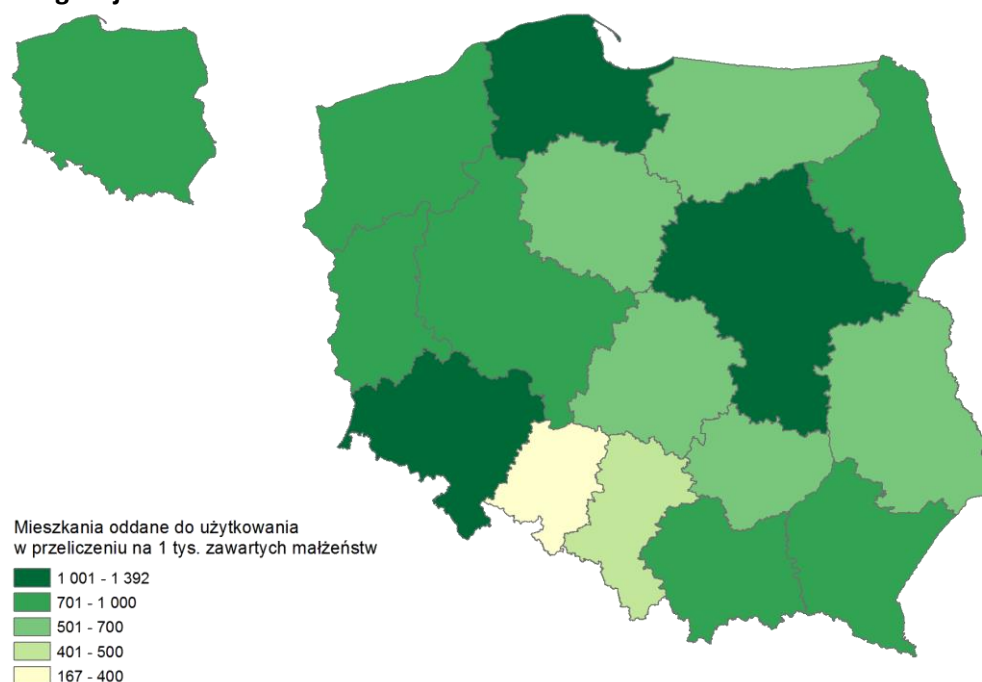 Mieszkania oddane do użytkowania
w przeliczeniu na 1 tys. zawartych małżeństw
1 001 - 1 392
701 - 1 000
501 - 700
401 - 500
167 - 400